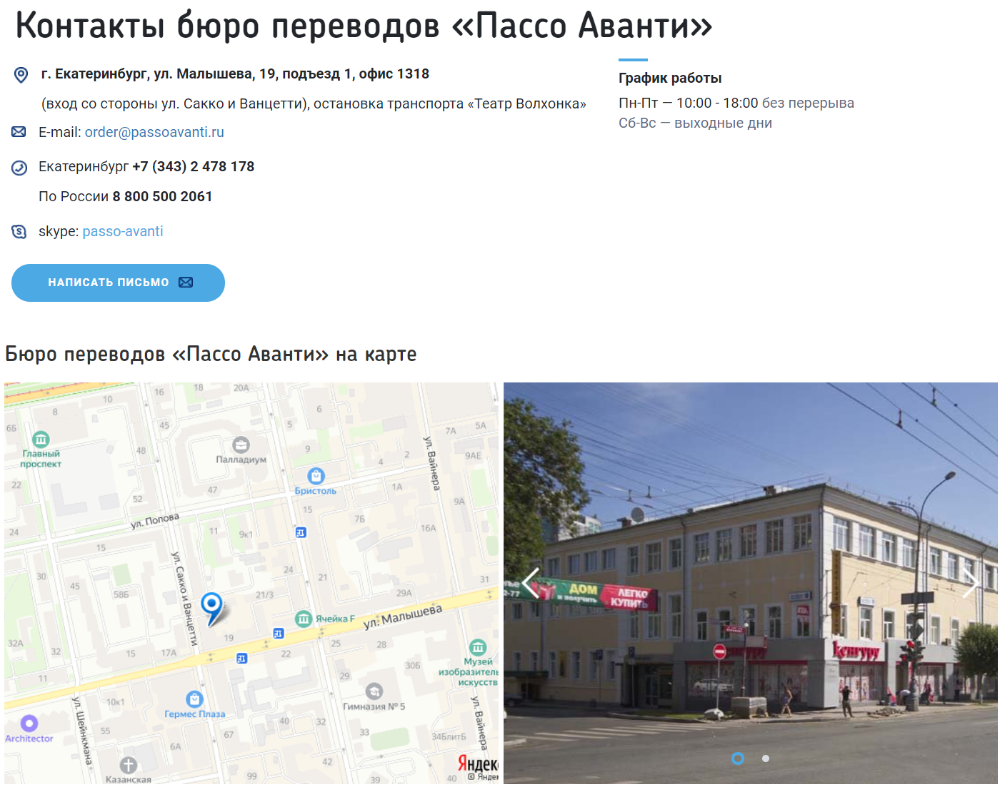 Контакты бюро переводов «Пассо Аванти»
г. Екатеринбург, ул. Малышева, 19, подъезд 1, офис 1318
(вход со стороны ул. Сакко и Ванцетти), остановка транспорта «Театр Волхонка»
E-mail: order@passoavanti.ru
Екатеринбург +7 (343) 2 478 178
По России 8 800 500 2061
skype: passo-avanti
НАПИСАТЬ ПИСЬМО
График работы
Пн-Пт — 10:00 - 18:00 без перерыва
Сб-Вс — выходные дни
Бюро переводов «Пассо Аванти» на карте
16
18
20А
10
8
6
5
6Б
45
7А
5А
Главный
проспект
48
Палладиум
9
2
9АЕ
ул. Вайнера
4
22
52
47
Бристоль
1А
9А
ул. Попова
15
7Б
24
11
9к1
16А
15
ул. Сакко и Ванцетти
30
45
58Б
24
21
31
21/3
29А
Ячейка F
ул. Малышева
32А
32
15
17А
19
22
25
28
Музей
изобразитель
искусств
11
29
30Б
10к1
Гермес Плаза
Гимназия № 5
ул. Шейнкмана
ул. Вайнера
Architector
55
67
40
32
33
34БлитБ
6А
42
Казанская
99
34
39
Яндекс
© Яндек
2-77
ДОМ
и получить
ЛЕГКО
КУПИТЬ
кенгуру
кенгуру